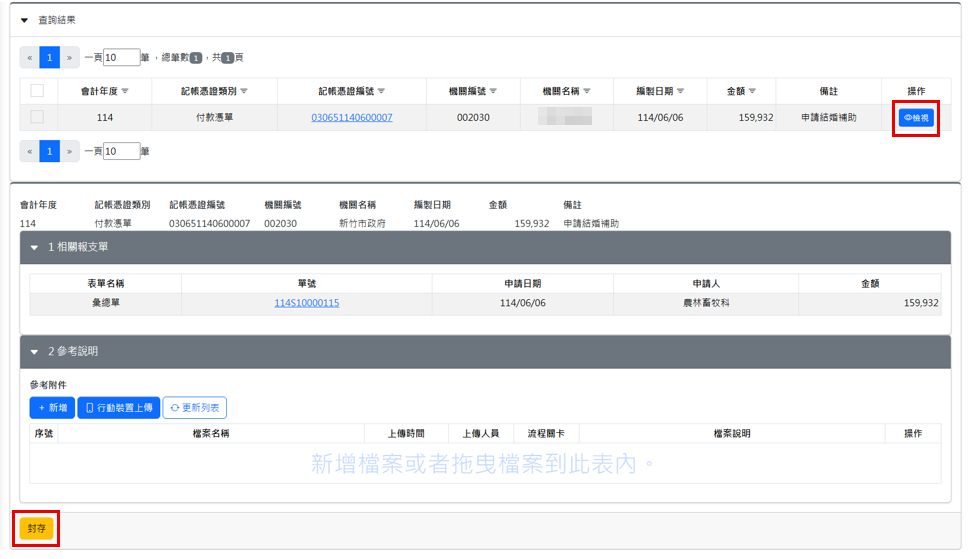 查詢結果
« 1 » 一頁 10 筆 ，總筆數 1 ，共 1 頁
會計年度 記帳憑證類別 記帳憑證編號 機關編號 機關名稱 編製日期 金額 備註 操作
114 付款憑單 030651140600007 002030 114/06/06 159,932 申請結婚補助 檢視
« 1 » 一頁 10 筆
會計年度 記帳憑證類別 記帳憑證編號 機關編號 機關名稱 編製日期 金額 備註
114 付款憑單 030651140600007 002030 新竹市政府 114/06/06 159,932 申請結婚補助
1 相關報支單
表單名稱 單號 申請日期 申請人 金額
彙總單 114S10000115 114/06/06 農林畜牧科 159,932
2 參考說明
參考附件
+ 新增 行動裝置上傳 更新列表
序號 檔案名稱 上傳時間 上傳人員 流程關卡 檔案說明 操作
新增檔案或者拖曳檔案到此表內。
封存